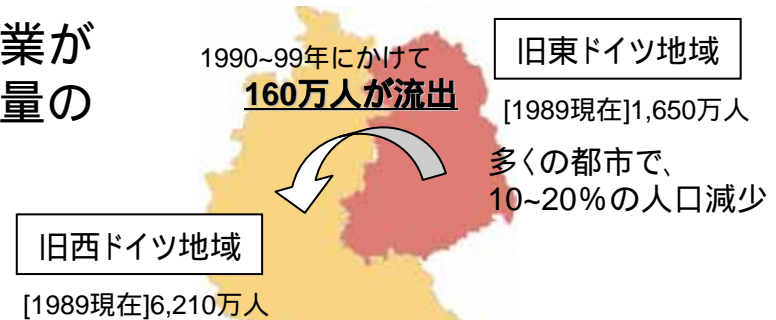 業が
量の
1990~99年にかけて
160万人が流出
旧東ドイツ地域
[1989現在]1,650万人
多くの都市で、
10~20%の人口減少
旧西ドイツ地域
[1989現在]6,210万人